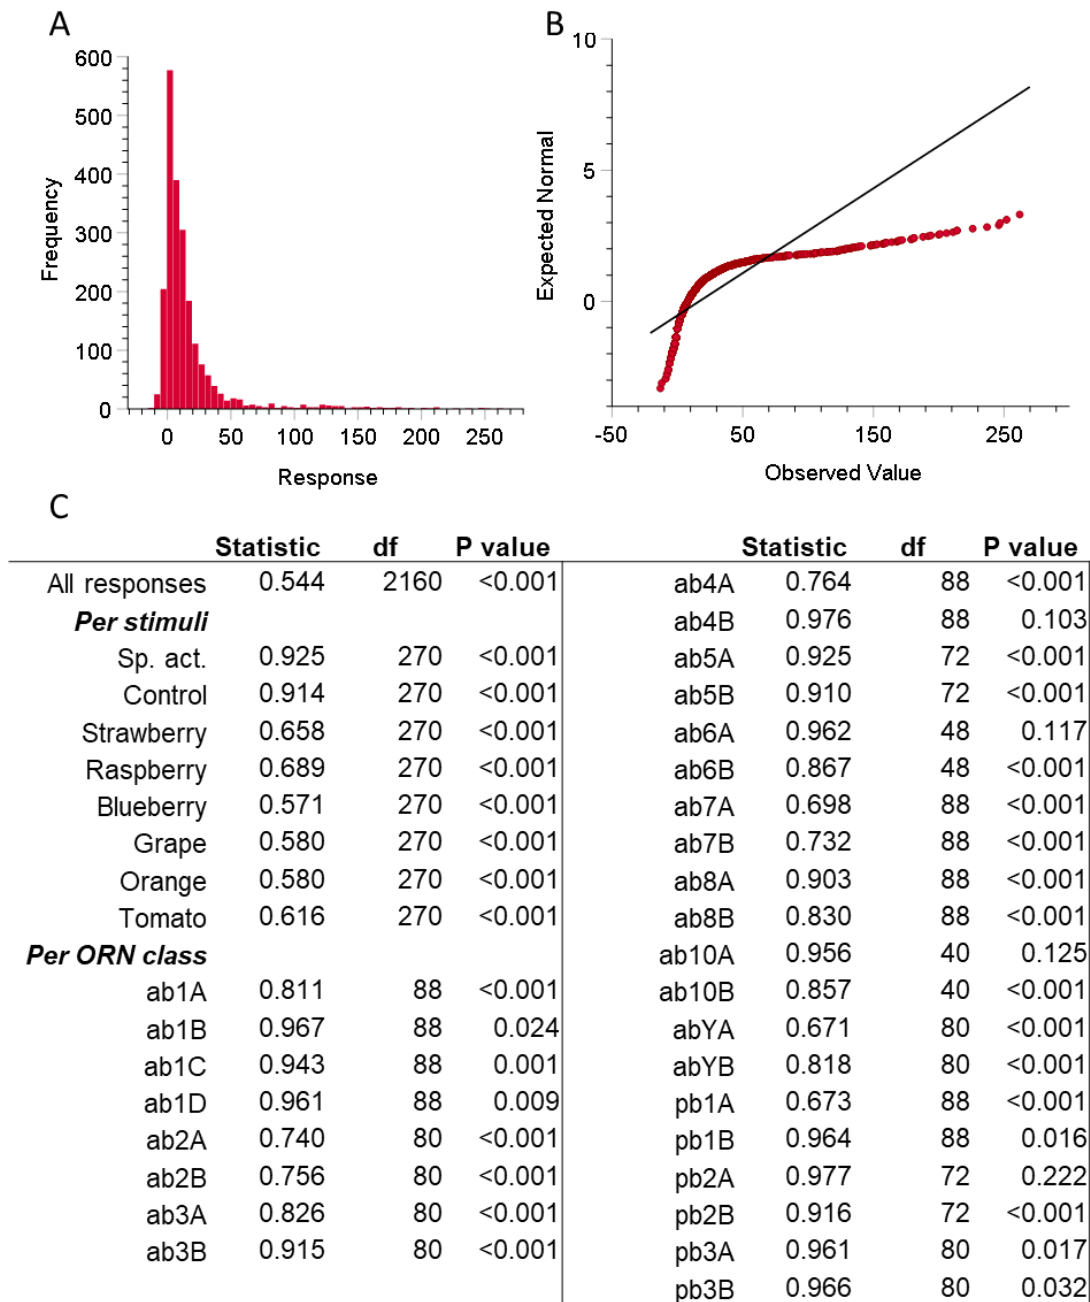 A
600
500
400
300
200
100
0
Frequency
0 50 100 150 200 250
Response
B
10
5
0
Expected Normal
-50 50 150 250
Observed Value
C
Statistic df P value
All responses 0.544 2160 <0.001
Per stimuli
Sp. act. 0.925 270 <0.001
Control 0.914 270 <0.001
Strawberry 0.658 270 <0.001
Raspberry 0.689 270 <0.001
Blueberry 0.571 270 <0.001
Grape 0.580 270 <0.001
Orange 0.580 270 <0.001
Tomato 0.616 270 <0.001
Per ORN class
ab1A 0.811 88 <0.001
ab1B 0.967 88 0.024
ab1C 0.943 88 0.001
ab1D 0.961 88 0.009
ab2A 0.740 80 <0.001
ab2B 0.756 80 <0.001
ab3A 0.826 80 <0.001
ab3B 0.915 80 <0.001
Statistic df P value
ab4A 0.764 88 <0.001
ab4B 0.976 88 0.103
ab5A 0.925 72 <0.001
ab5B 0.910 72 <0.001
ab6A 0.962 48 0.117
ab6B 0.867 48 <0.001
ab7A 0.698 88 <0.001
ab7B 0.732 88 <0.001
ab8A 0.903 88 <0.001
ab8B 0.830 88 <0.001
ab10A 0.956 40 0.125
ab10B 0.857 40 <0.001
abYA 0.671 80 <0.001
abYB 0.818 80 <0.001
pb1A 0.673 88 <0.001
pb1B 0.964 88 0.016
pb2A 0.977 72 0.222
pb2B 0.916 72 <0.001
pb3A 0.961 80 0.017
pb3B 0.966 80 0.032